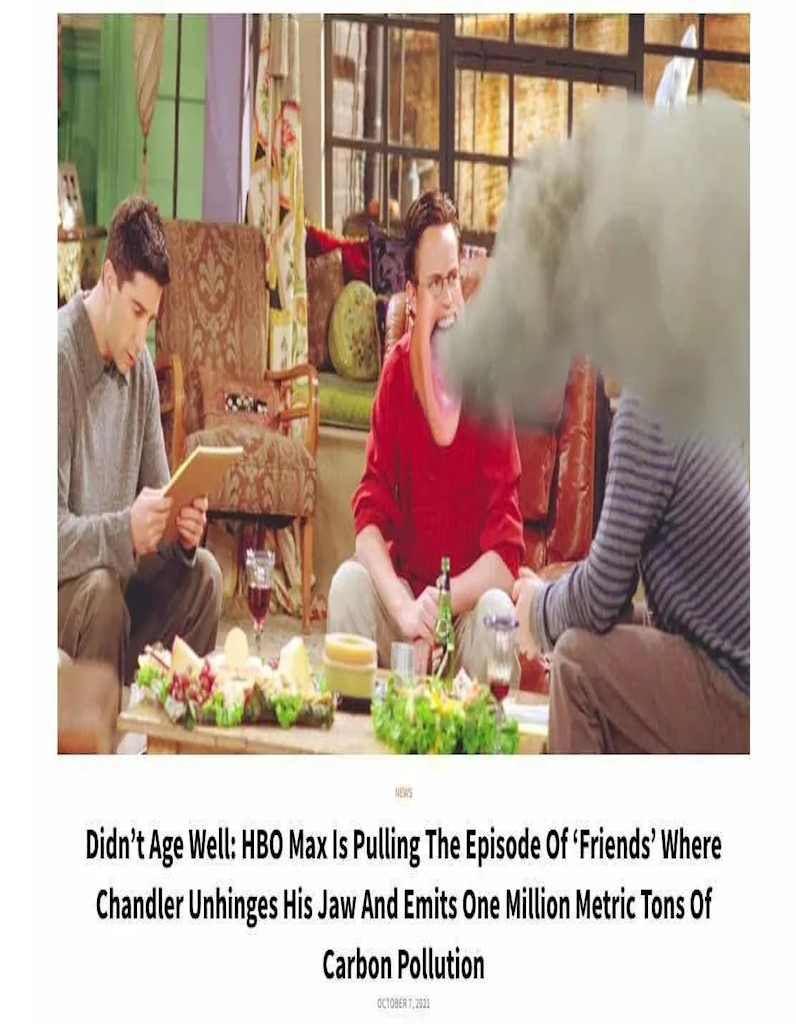 NEWS
Didn't Age Well: HBO Max Is Pulling The Episode Of ‘Friends’ Where
Chandler Unhinges His Jaw And Emits One Million Metric Tons Of
Carbon Pollution
OCTOBER 7, 2021